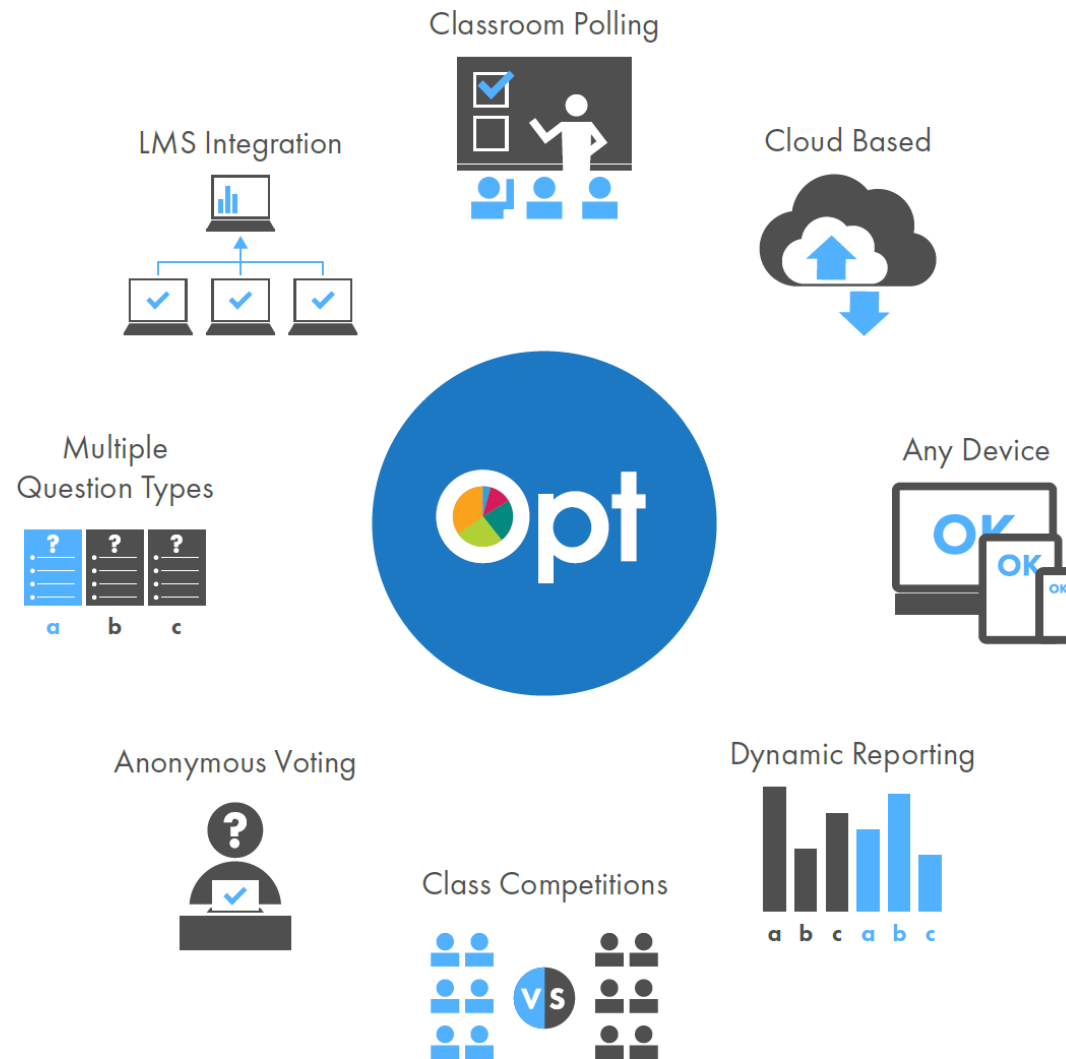 Classroom Polling
LMS Integration
Cloud Based
Multiple
Question Types
? ? ?
a b c
Opt
Any Device
OK
OK
OK
Anonymous Voting
?
Dynamic Reporting
a b c a b c
Class Competitions
VS